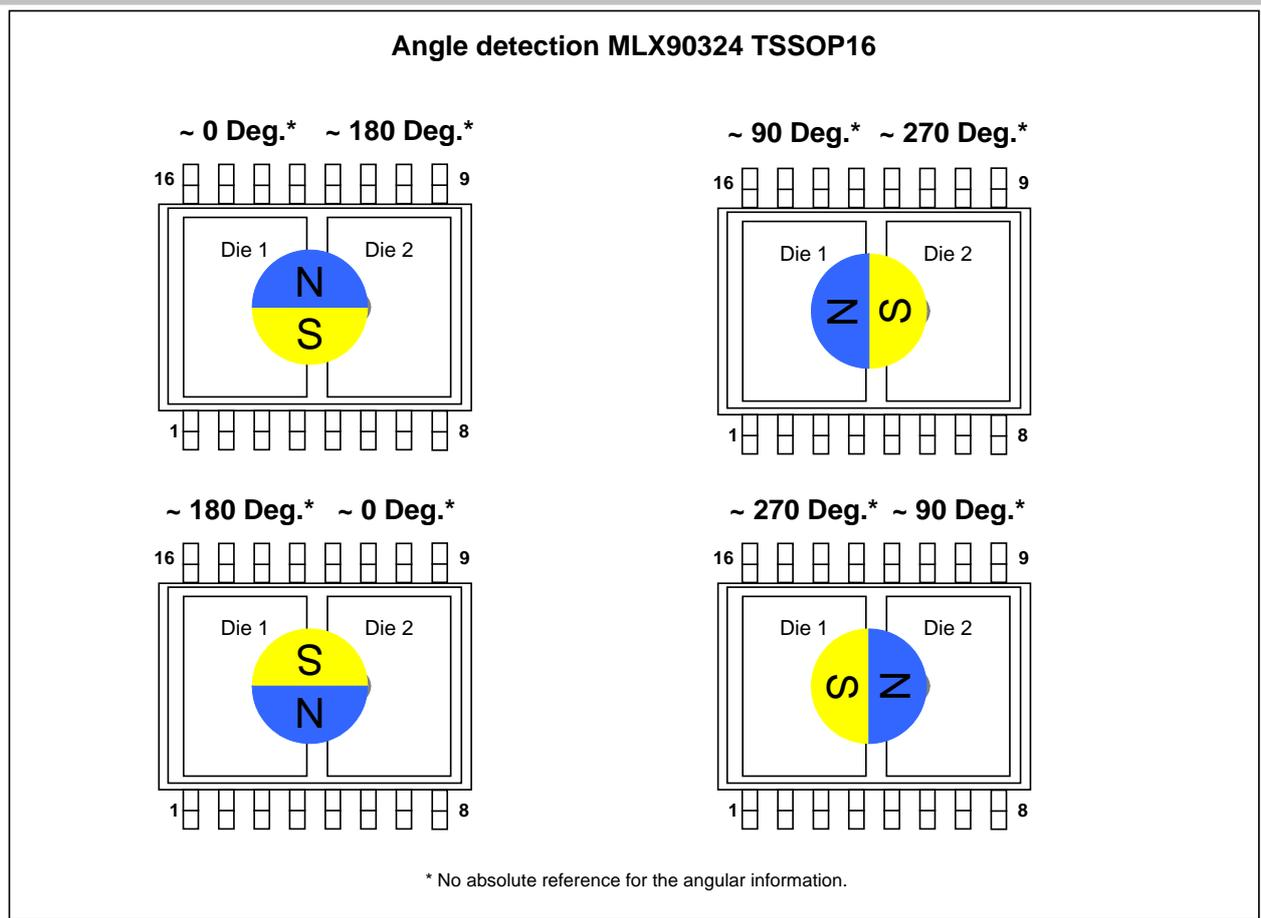 Angle detection MLX90324 TSSOP16
~ 0 Deg.* ~ 180 Deg.*
16 9
Die 1 Die 2
N
S
1 8
~ 90 Deg.* ~ 270 Deg.*
16 9
Die 1 Die 2
N S
1 8
~ 180 Deg.* ~ 0 Deg.*
16 9
Die 1 Die 2
S
N
1 8
~ 270 Deg.* ~ 90 Deg.*
16 9
Die 1 Die 2
S N
1 8
* No absolute reference for the angular information.